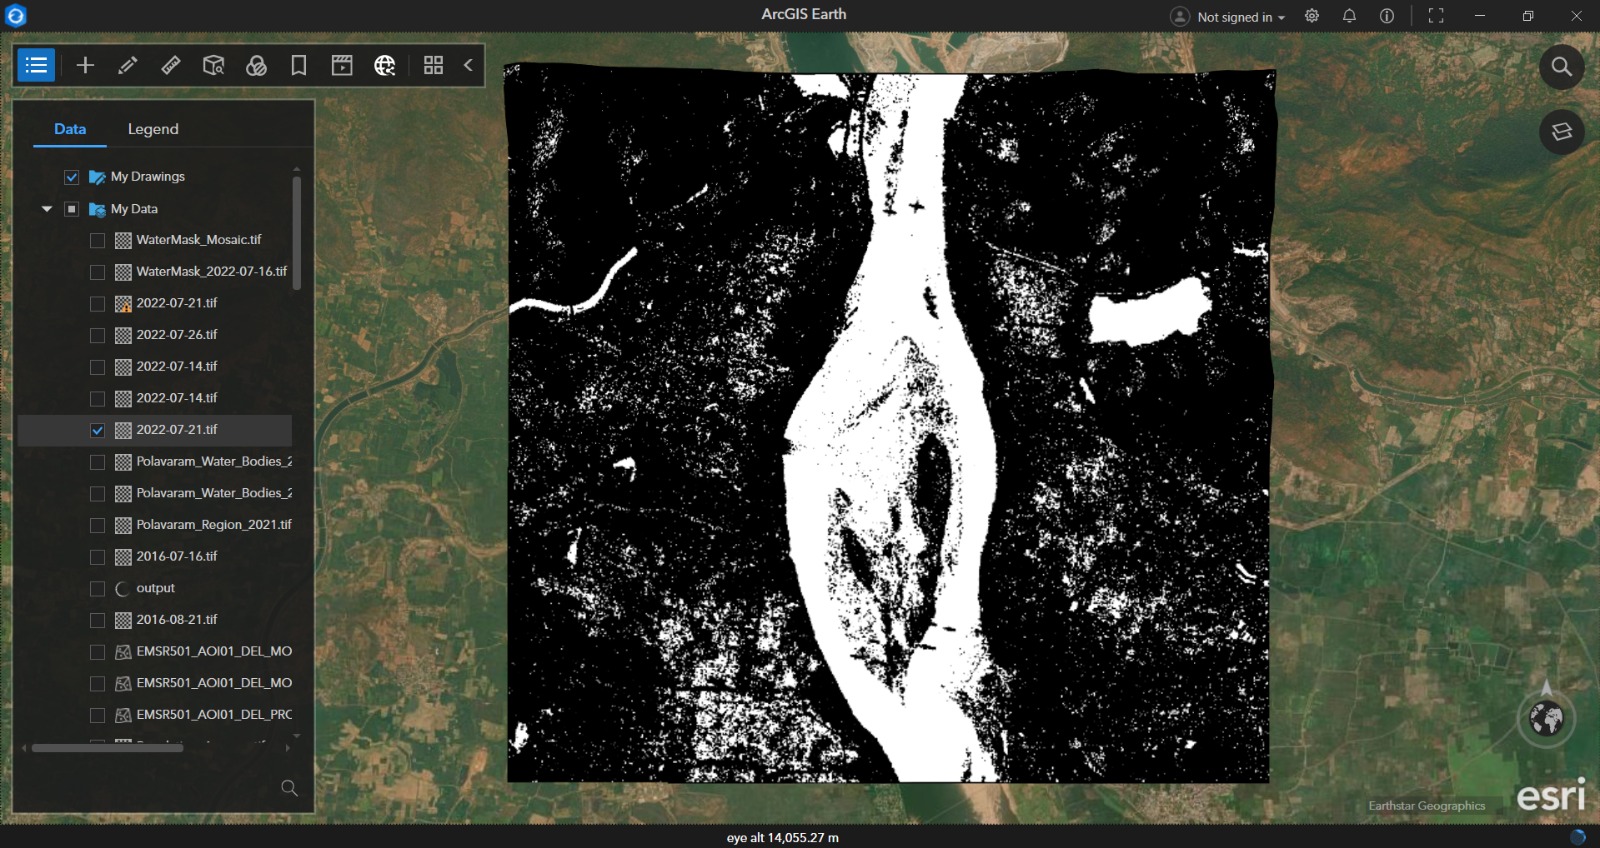 ArcGIS Earth
Not signed in
Data
Legend
My Drawings
My Data
WaterMask_Mosaic.tif
WaterMask_2022-07-16.tif
2022-07-21.tif
2022-07-26.tif
2022-07-14.tif
2022-07-14.tif
2022-07-21.tif
Polavaram_Water_Bodies_2
Polavaram_Water_Bodies_2
Polavaram_Region_2021.tif
2016-07-16.tif
output
2016-08-21.tif
EMSR501_AOI01_DEL_MO
EMSR501_AOI01_DEL_MO
EMSR501_AOI01_DEL_PRC
Earthstar Geographics
esri
eye alt 14,055.27 m